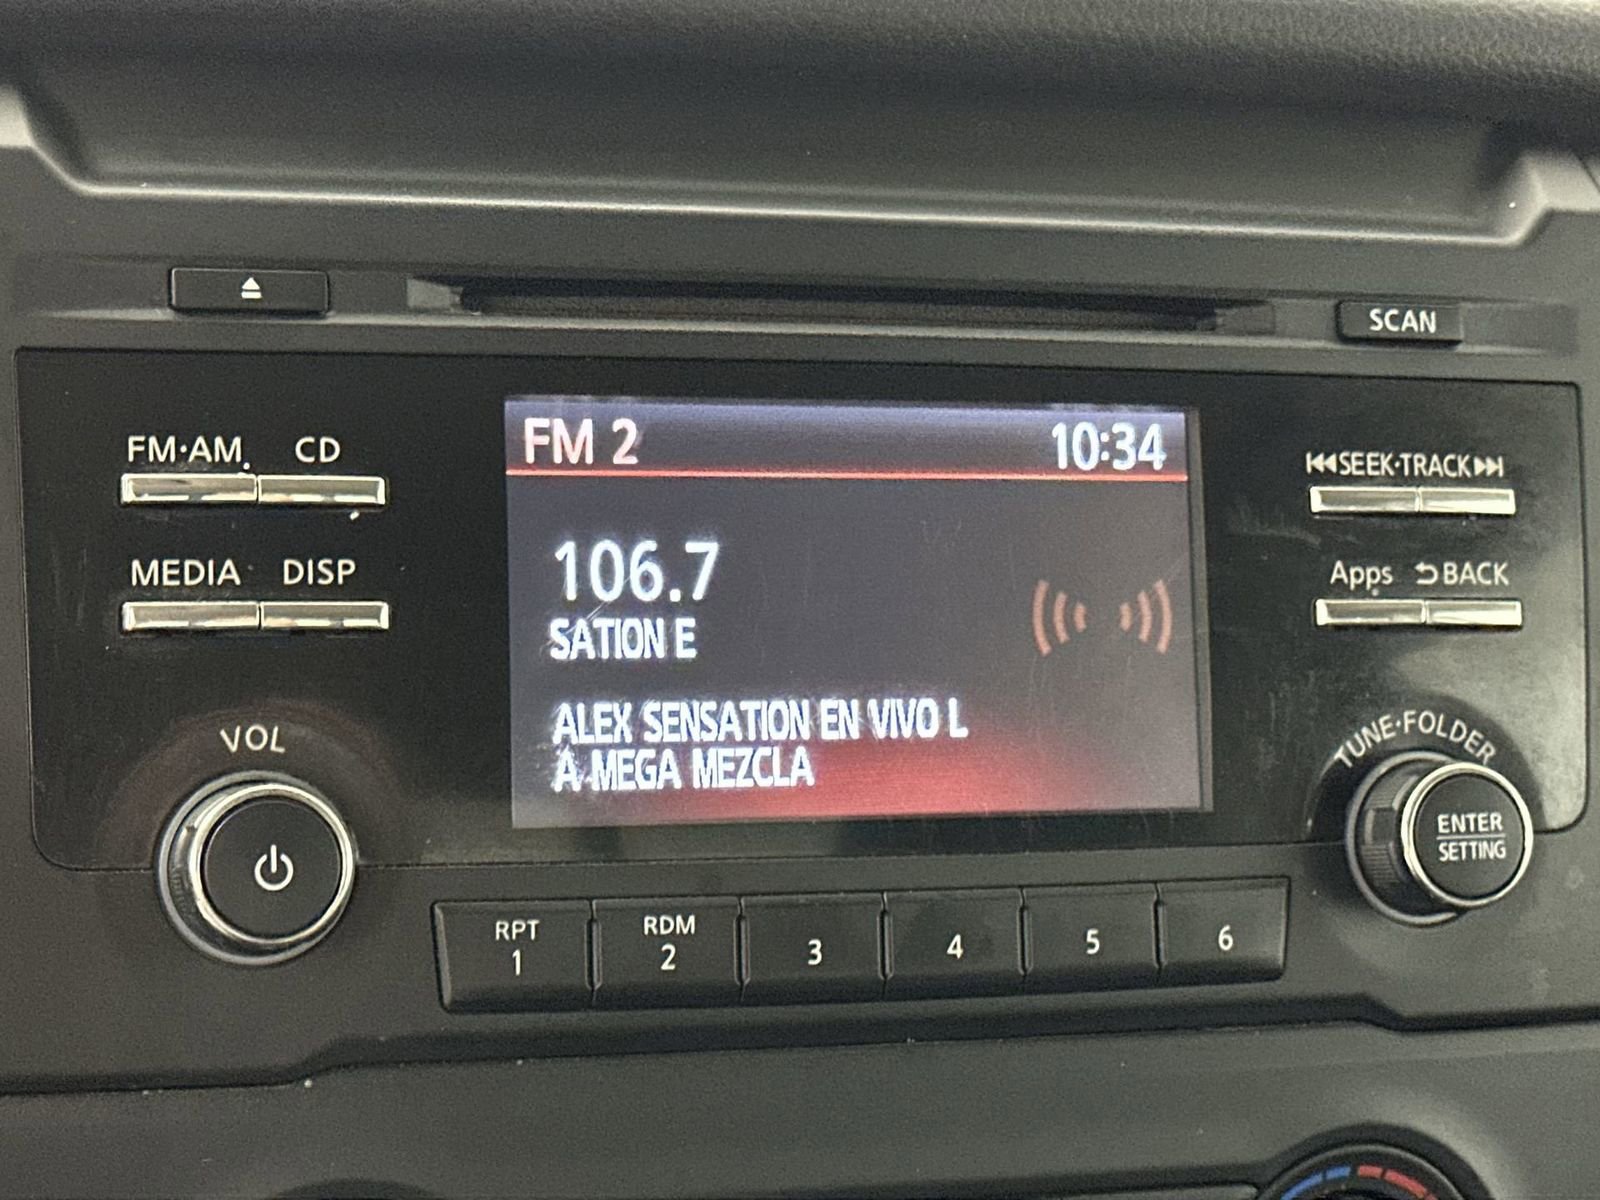 SCAN
FM·AM CD
SEEK·TRACK
MEDIA DISP
Apps BACK
FM 2 10:34
106.7
SATION E
ALEX SENSATION EN VIVO L
A MEGA MEZCLA
VOL
TUNE·FOLDER
ENTER
SETTING
RPT
1
RDM
2
3
4
5
6